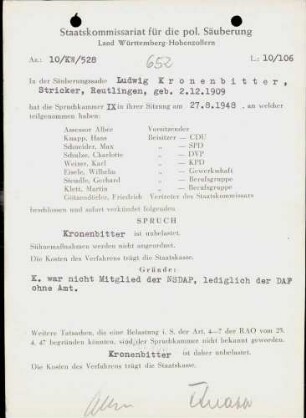 Staatskommissariat für die pol. Säuberung
Land Württemberg-Hohenzollern
Az.: 10/KN/528
652
L: 10/106
In der Säuberungssache Ludwig Kronenbitter,
Stricker, Reutlingen, geb. 2.12.1909
hat die Spruchkammer IX in ihrer Sitzung am 27.8.1948, an welcher
teilgenommen haben:
Assessor Vorsitzender
Knapp, Hans Beisitzer – CDU
Schneider, Max „ – SPD
Schulze, Charlotte „ – DVP
Weiser, Karl „ – KPD
Eisele, Wilhelm „ – Gewerkschaft
Stendle, Gerhard „ – Berufsgruppe
Klett, Martin „ – Berufsgruppe
Friedrich Vertreter des Staatskommissars
beschlossen und sofort verkündet folgenden
SPRUCH
Kronenbitter ist unbelastet.
Sühnemaßnahmen werden nicht angeordnet.
Die Kosten des Verfahrens trägt die Staatskasse.
Gründe:
K. war nicht Mitglied der NSDAP, lediglich der DAF
ohne Amt.
Weitere Tatsachen, die eine Belastung i. S. der Art. 4–7 der RAO vom 25.
4. 47 begründen könnten, sind der Spruchkammer nicht bekannt geworden.
Kronenbitter ist daher unbelastet.
Die Kosten des Verfahrens trägt die Staatskasse.